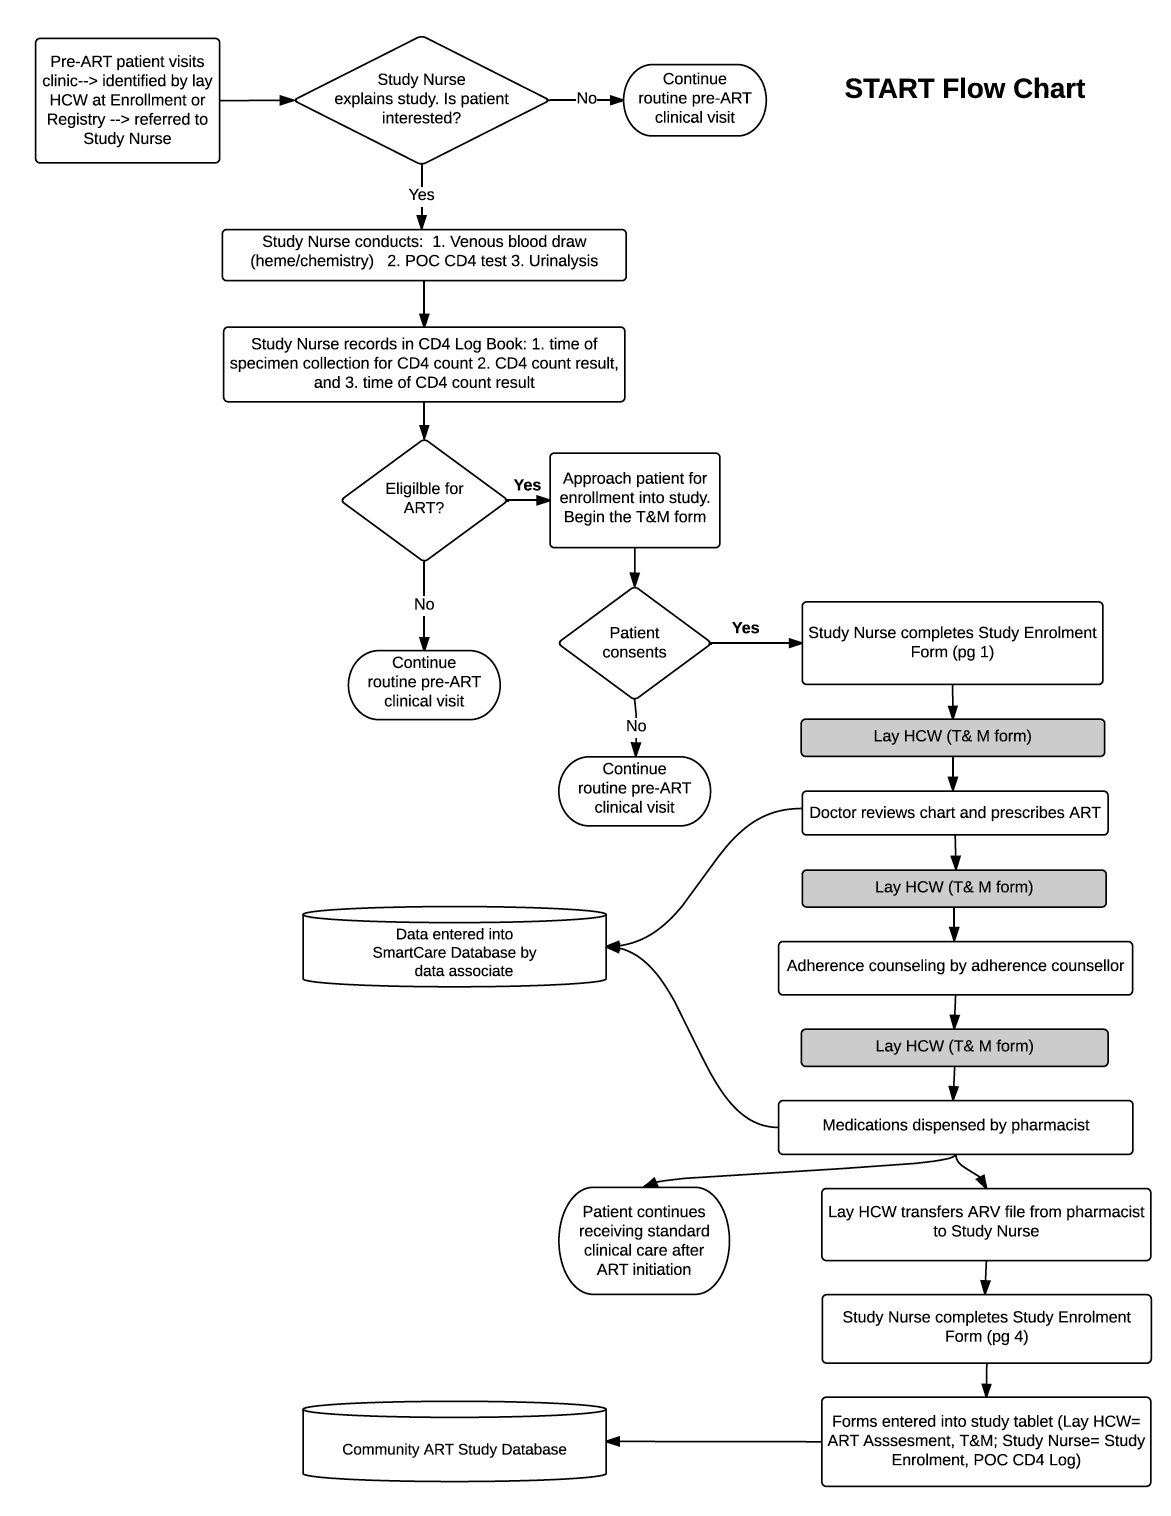 START Flow Chart
Pre-ART patient visits
clinic--> identified by lay
HCW at Enrollment or
Registry --> referred to
Study Nurse
Study Nurse
explains study. Is patient
interested?
No
Continue
routine pre-ART
clinical visit
Yes
Study Nurse conducts:  1. Venous blood draw
(heme/chemistry)   2. POC CD4 test 3. Urinalysis
Study Nurse records in CD4 Log Book: 1. time of
specimen collection for CD4 count 2. CD4 count result,
and 3. time of CD4 count result
Eligilble for
ART?
Yes
Approach patient for
enrollment into study.
Begin the T&M form
No
Continue
routine pre-ART
clinical visit
Patient
consents
Yes
Study Nurse completes Study Enrolment
Form (pg 1)
No
Continue
routine pre-ART
clinical visit
Lay HCW (T& M form)
Doctor reviews chart and prescribes ART
Lay HCW (T& M form)
Data entered into
SmartCare Database by
data associate
Adherence counseling by adherence counsellor
Lay HCW (T& M form)
Medications dispensed by pharmacist
Patient continues
receiving standard
clinical care after
ART initiation
Lay HCW transfers ARV file from pharmacist
to Study Nurse
Study Nurse completes Study Enrolment
Form (pg 4)
Forms entered into study tablet (Lay HCW=
ART Asssesment, T&M; Study Nurse= Study
Enrolment, POC CD4 Log)
Community ART Study Database